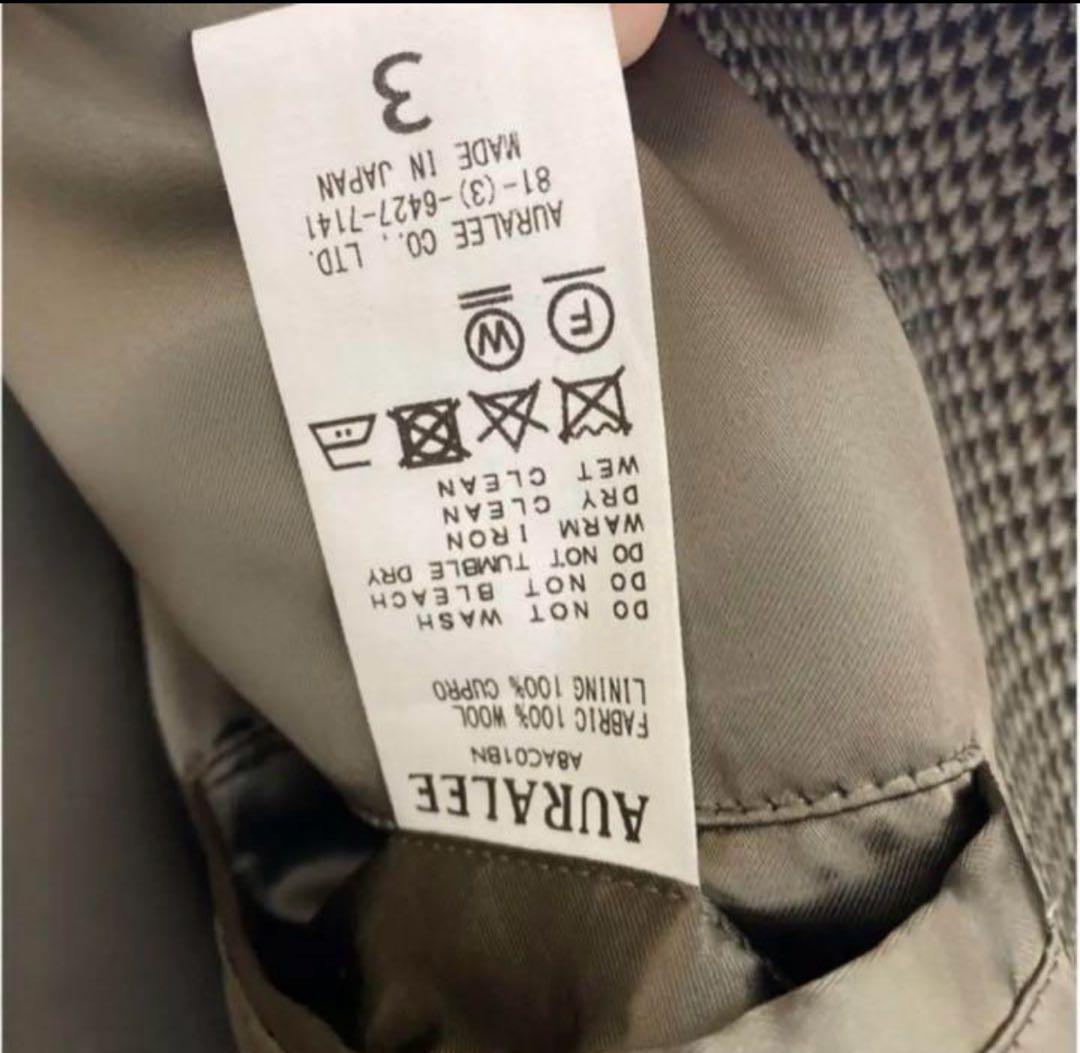 AURALEE
A8AC01BN
FABRIC 100% WOOL
LINING 100% CUPRO
DO NOT WASH
DO NOT BLEACH
DO NOT TUMBLE DRY
WARM IRON
DRY CLEAN
WET CLEAN
F W
AURALEE CO., LTD.
81-(3)-6427-7141
MADE IN JAPAN
3